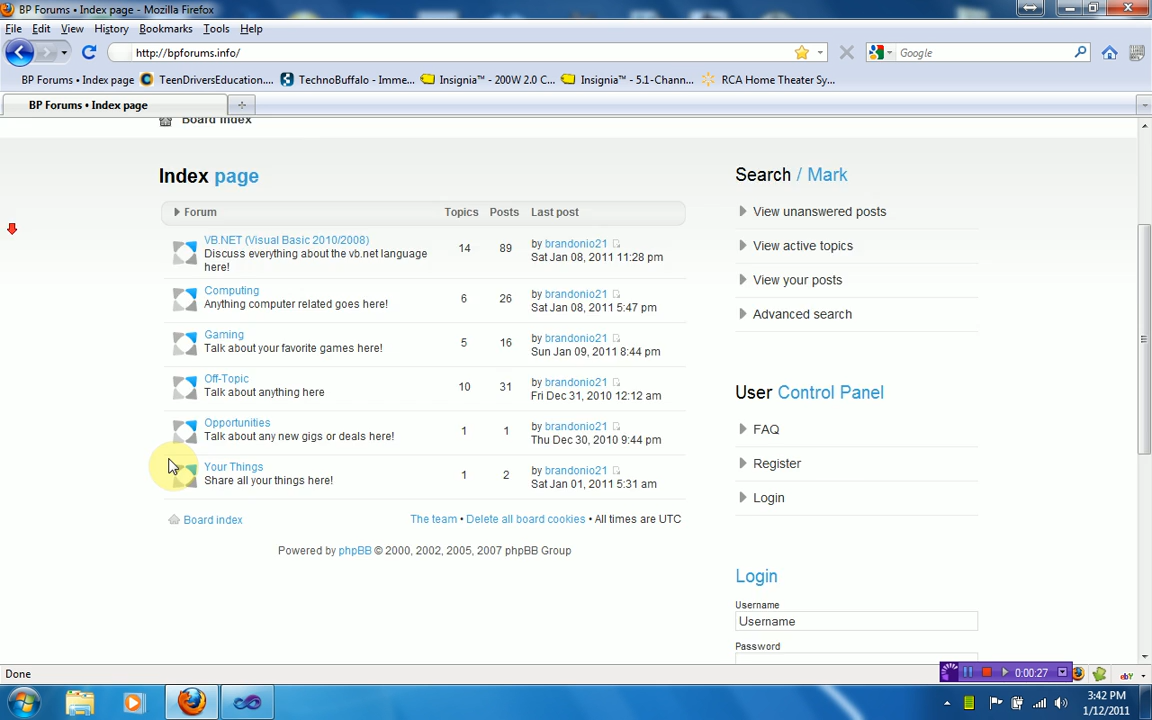 BP Forums • Index page - Mozilla Firefox
File Edit View History Bookmarks Tools Help
http://bpforums.info/
Google
BP Forums • Index page TeenDriversEducation.... TechnoBuffalo - Imme... Insignia™ - 200W 2.0 C... Insignia™ - 5.1-Chann... RCA Home Theater Sy...
BP Forums • Index page
Board index
Index page
Forum Topics Posts Last post
VB.NET (Visual Basic 2010/2008)
Discuss everything about the vb.net language
here!
14 89
by brandonio21
Sat Jan 08, 2011 11:28 pm
Computing
Anything computer related goes here!
6 26
by brandonio21
Sat Jan 08, 2011 5:47 pm
Gaming
Talk about your favorite games here!
5 16
by brandonio21
Sun Jan 09, 2011 8:44 pm
Off-Topic
Talk about anything here
10 31
by brandonio21
Fri Dec 31, 2010 12:12 am
Opportunities
Talk about any new gigs or deals here!
1 1
by brandonio21
Thu Dec 30, 2010 9:44 pm
Your Things
Share all your things here!
1 2
by brandonio21
Sat Jan 01, 2011 5:31 am
Board index
The team • Delete all board cookies • All times are UTC
Powered by phpBB © 2000, 2002, 2005, 2007 phpBB Group
Search / Mark
View unanswered posts
View active topics
View your posts
Advanced search
User Control Panel
FAQ
Register
Login
Login
Username
Username
Password
Done
0:00:27
ebY
3:42 PM
1/12/2011